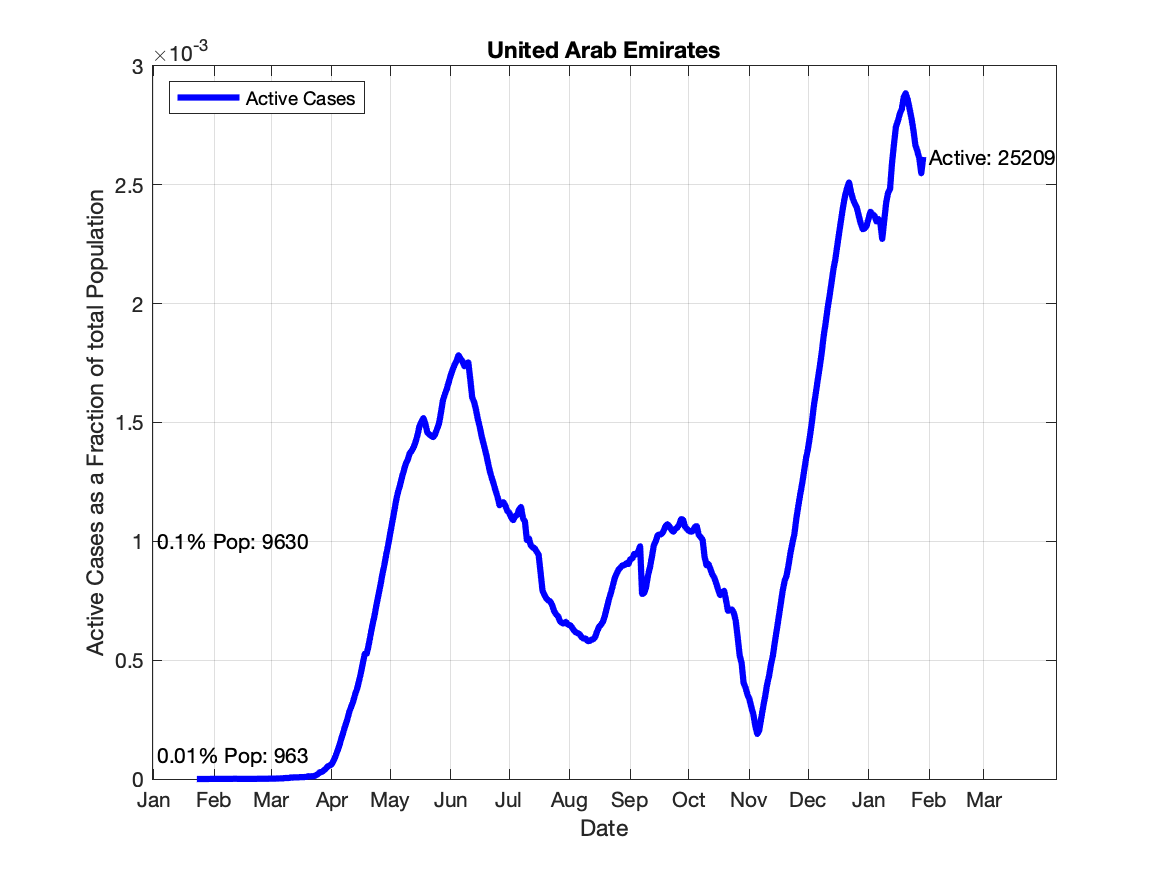 United Arab Emirates
×10-3
3
2.5
2
1.5
1
0.5
0
Active Cases as a Fraction of total Population
Active Cases
Active: 25209
0.1% Pop: 9630
0.01% Pop: 963
Jan Feb Mar Apr May Jun Jul Aug Sep Oct Nov Dec Jan Feb Mar
Date